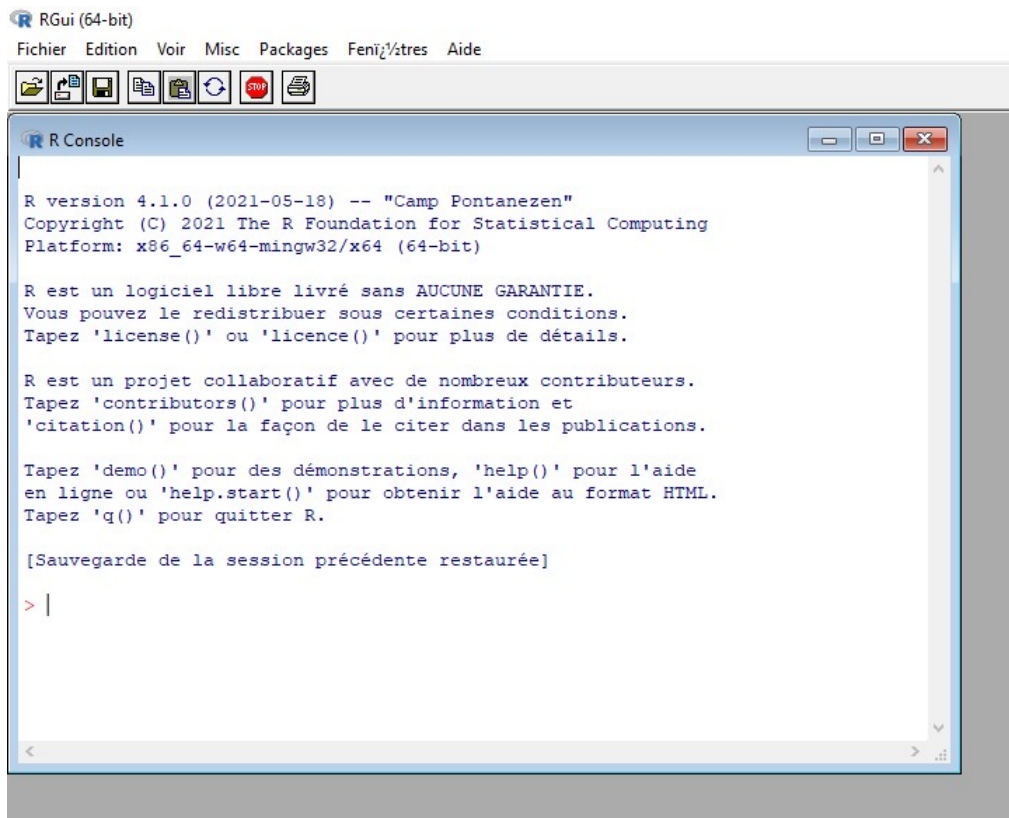 RGui (64-bit)
Fichier Edition Voir Misc Packages Fenï¿½tres Aide
STOP
R Console
R version 4.1.0 (2021-05-18) -- "Camp Pontanezen"
Copyright (C) 2021 The R Foundation for Statistical Computing
Platform: x86_64-w64-mingw32/x64 (64-bit)
R est un logiciel libre livré sans AUCUNE GARANTIE.
Vous pouvez le redistribuer sous certaines conditions.
Tapez 'license()' ou 'licence()' pour plus de détails.
R est un projet collaboratif avec de nombreux contributeurs.
Tapez 'contributors()' pour plus d'information et
'citation()' pour la façon de le citer dans les publications.
Tapez 'demo()' pour des démonstrations, 'help()' pour l'aide
en ligne ou 'help.start()' pour obtenir l'aide au format HTML.
Tapez 'q()' pour quitter R.
[Sauvegarde de la session précédente restaurée]
>